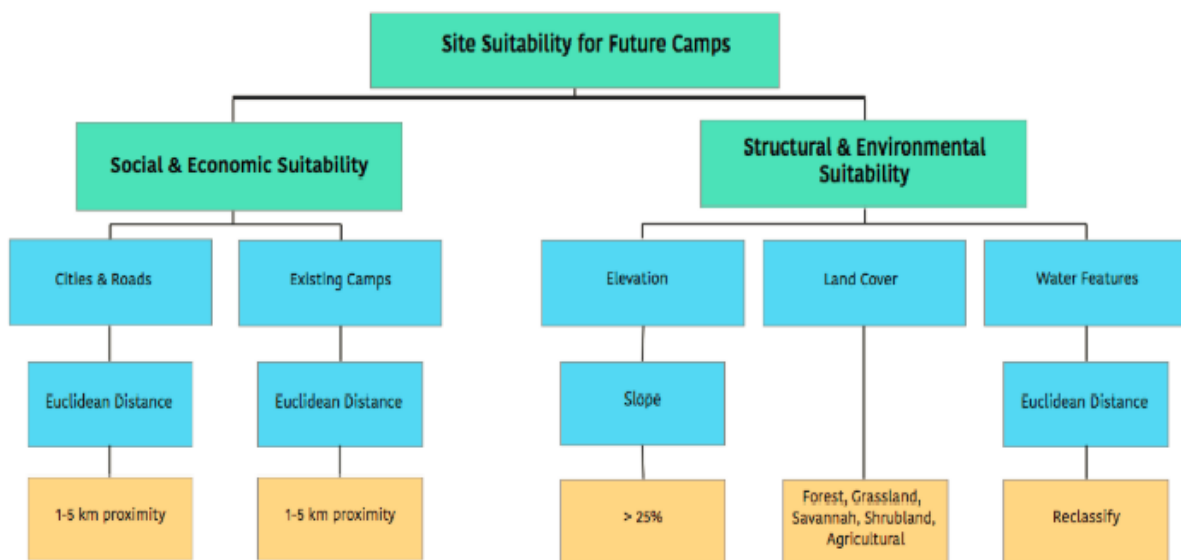 Site Suitability for Future Camps
Social & Economic Suitability
Structural & Environmental
Suitability
Cities & Roads
Existing Camps
Elevation
Land Cover
Water Features
Euclidean Distance
Euclidean Distance
Slope
Euclidean Distance
1-5 km proximity
1-5 km proximity
> 25%
Forest, Grassland,
Savannah, Shrubland,
Agricultural
Reclassify